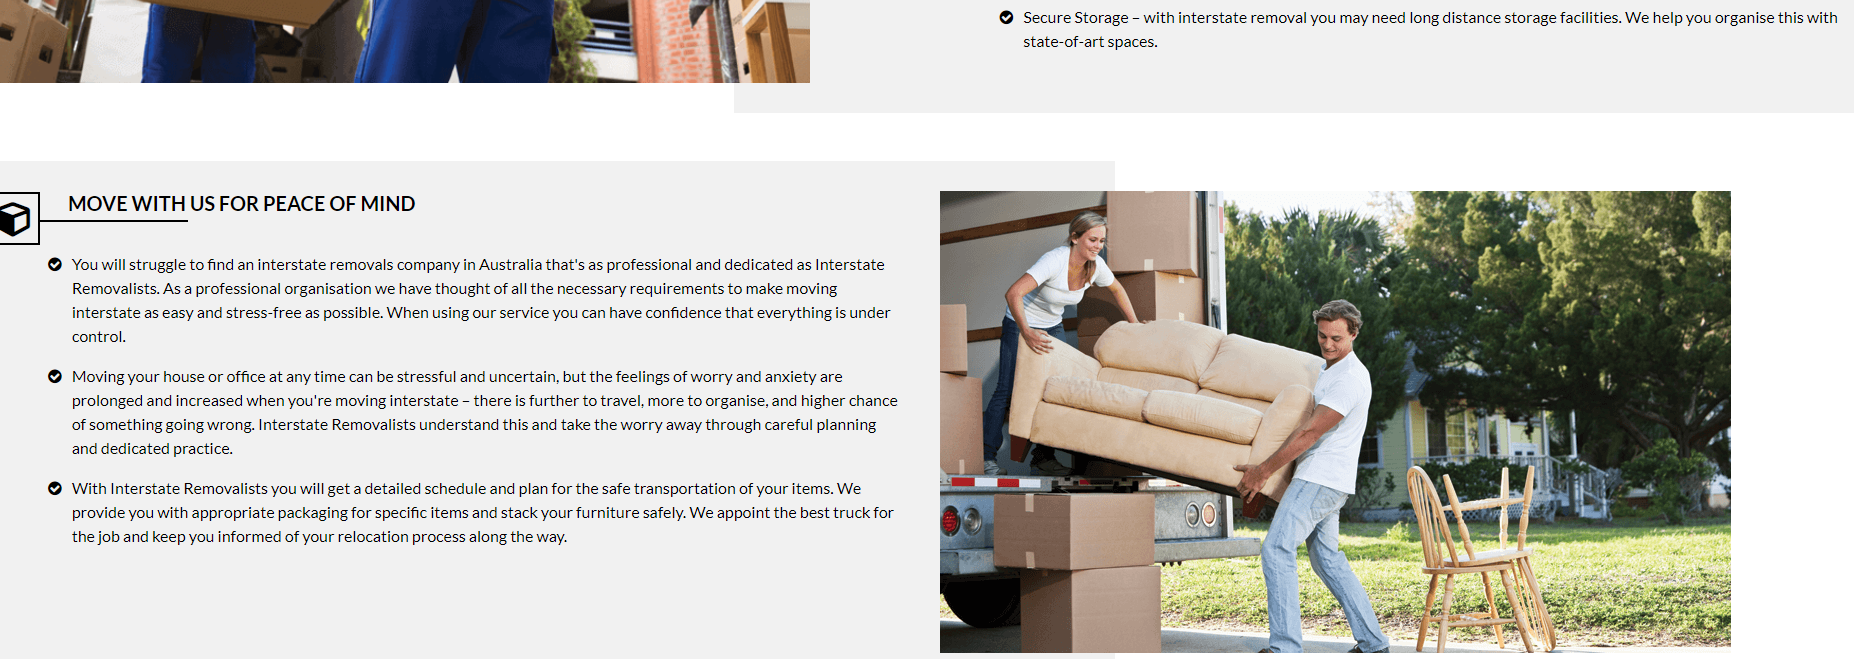 Secure Storage – with interstate removal you may need long distance storage facilities. We help you organise this with
state-of-art spaces.
MOVE WITH US FOR PEACE OF MIND
You will struggle to find an interstate removals company in Australia that's as professional and dedicated as Interstate
Removalists. As a professional organisation we have thought of all the necessary requirements to make moving
interstate as easy and stress-free as possible. When using our service you can have confidence that everything is under
control.
Moving your house or office at any time can be stressful and uncertain, but the feelings of worry and anxiety are
prolonged and increased when you're moving interstate – there is further to travel, more to organise, and higher chance
of something going wrong. Interstate Removalists understand this and take the worry away through careful planning
and dedicated practice.
With Interstate Removalists you will get a detailed schedule and plan for the safe transportation of your items. We
provide you with appropriate packaging for specific items and stack your furniture safely. We appoint the best truck for
the job and keep you informed of your relocation process along the way.